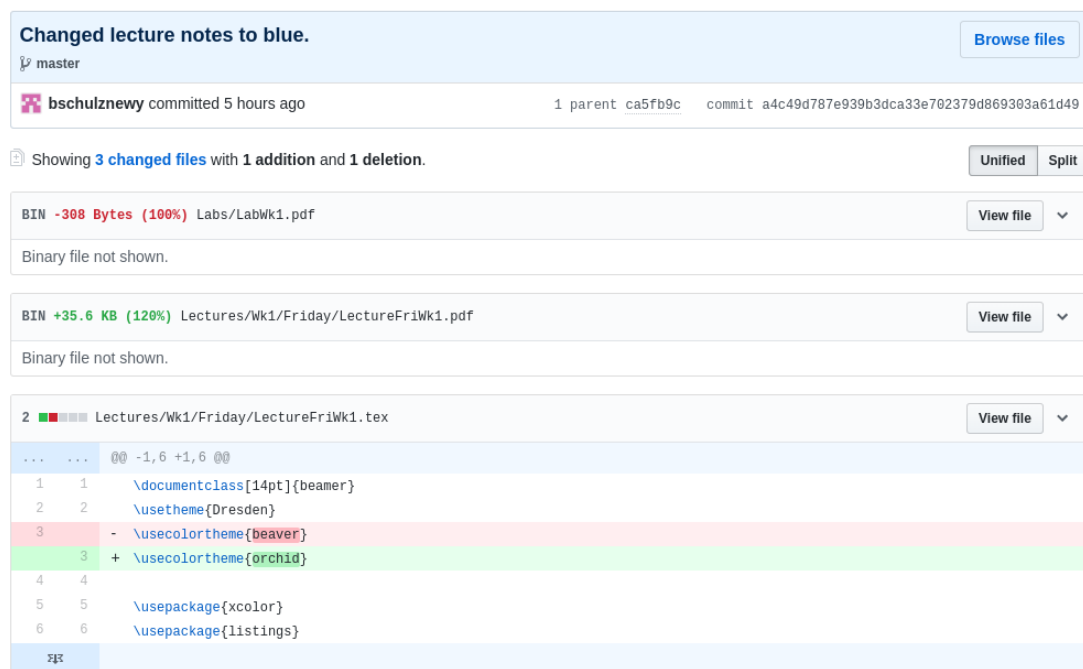 Changed lecture notes to blue.
Browse files
master
bschulznewy committed 5 hours ago
1 parent ca5fb9c commit a4c49d787e939b3dca33e702379d869303a61d49
Showing 3 changed files with 1 addition and 1 deletion.
Unified Split
BIN -308 Bytes (100%) Labs/LabWk1.pdf
View file
Binary file not shown.
BIN +35.6 KB (120%) Lectures/Wk1/Friday/LectureFriWk1.pdf
View file
Binary file not shown.
2 Lectures/Wk1/Friday/LectureFriWk1.tex
View file
... ... @@ -1,6 +1,6 @@
1 1 \documentclass[14pt]{beamer}
2 2 \usetheme{Dresden}
3 - \usecolortheme{beaver}
3 + \usecolortheme{orchid}
4 4
5 5 \usepackage{xcolor}
6 6 \usepackage{listings}